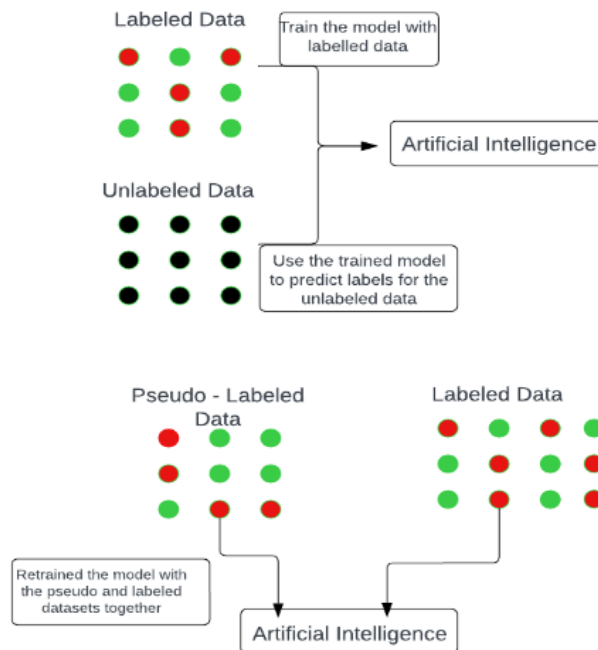 Labeled Data
Train the model with
labelled data
Artificial Intelligence
Unlabeled Data
Use the trained model
to predict labels for the
unlabeled data
Pseudo - Labeled
Data
Labeled Data
Retrained the model with
the pseudo and labeled
datasets together
Artificial Intelligence